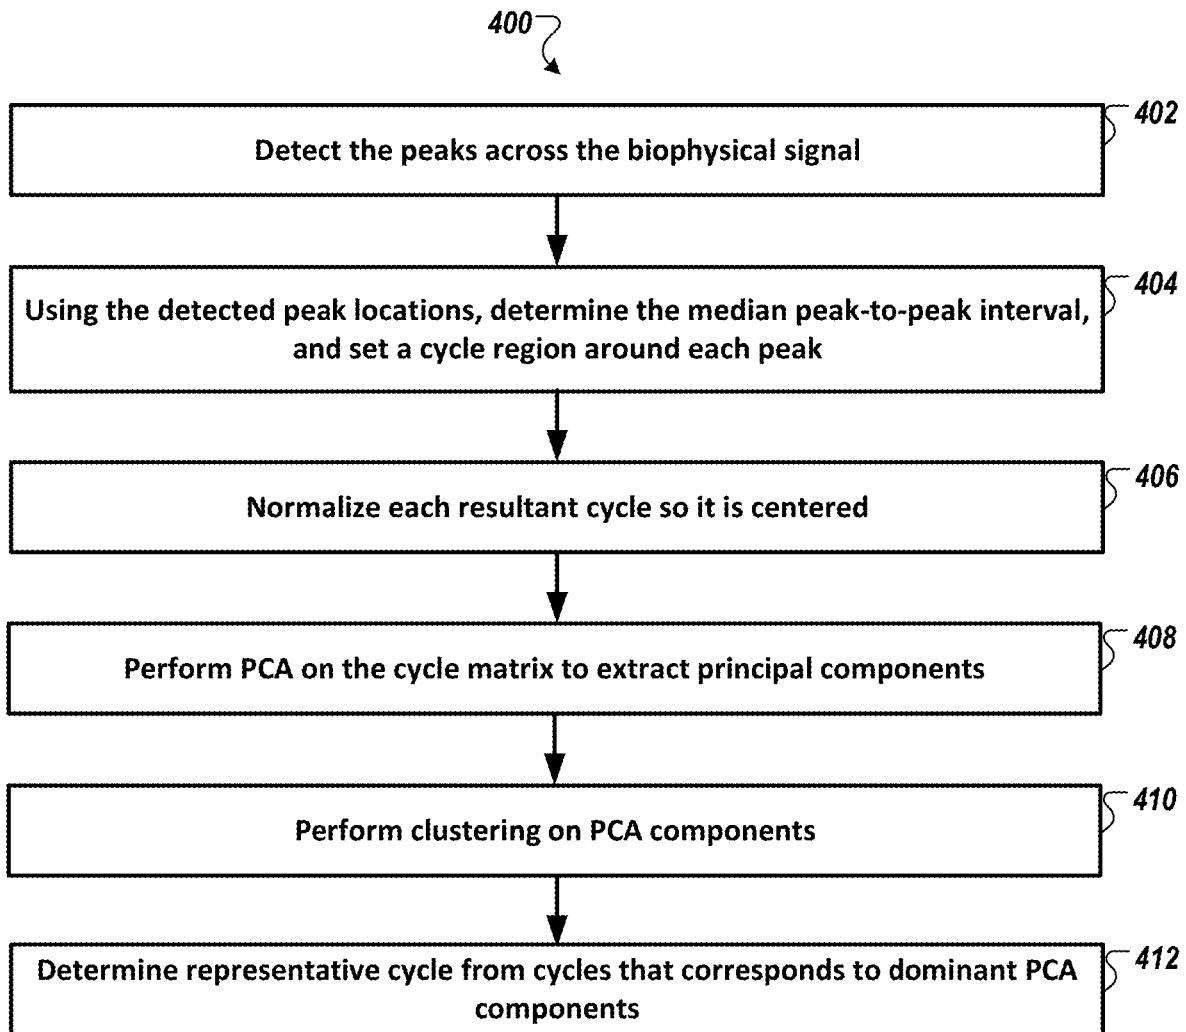 400
402
Detect the peaks across the biophysical signal
404
Using the detected peak locations, determine the median peak-to-peak interval,
and set a cycle region around each peak
406
Normalize each resultant cycle so it is centered
408
Perform PCA on the cycle matrix to extract principal components
410
Perform clustering on PCA components
412
Determine representative cycle from cycles that corresponds to dominant PCA
components